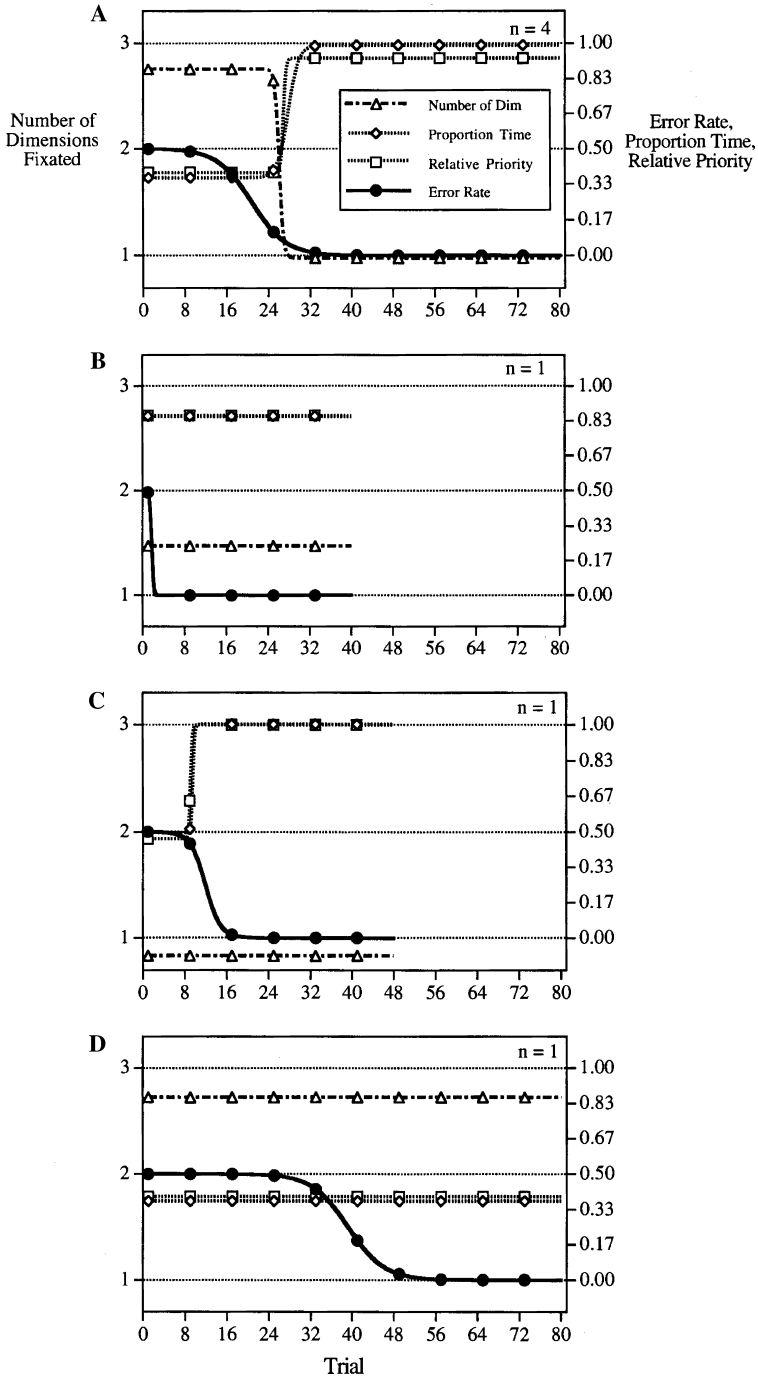 A
n = 4
3
2
1
1.00
0.83
0.67
0.50
0.33
0.17
0.00
Number of
Dimensions
Fixated
Error Rate,
Proportion Time,
Relative Priority
Number of Dim
Proportion Time
Relative Priority
Error Rate
0 8 16 24 32 40 48 56 64 72 80
B
n = 1
3
2
1
1.00
0.83
0.67
0.50
0.33
0.17
0.00
0 8 16 24 32 40 48 56 64 72 80
C
n = 1
3
2
1
1.00
0.83
0.67
0.50
0.33
0.17
0.00
0 8 16 24 32 40 48 56 64 72 80
D
n = 1
3
2
1
1.00
0.83
0.67
0.50
0.33
0.17
0.00
0 8 16 24 32 40 48 56 64 72 80
Trial